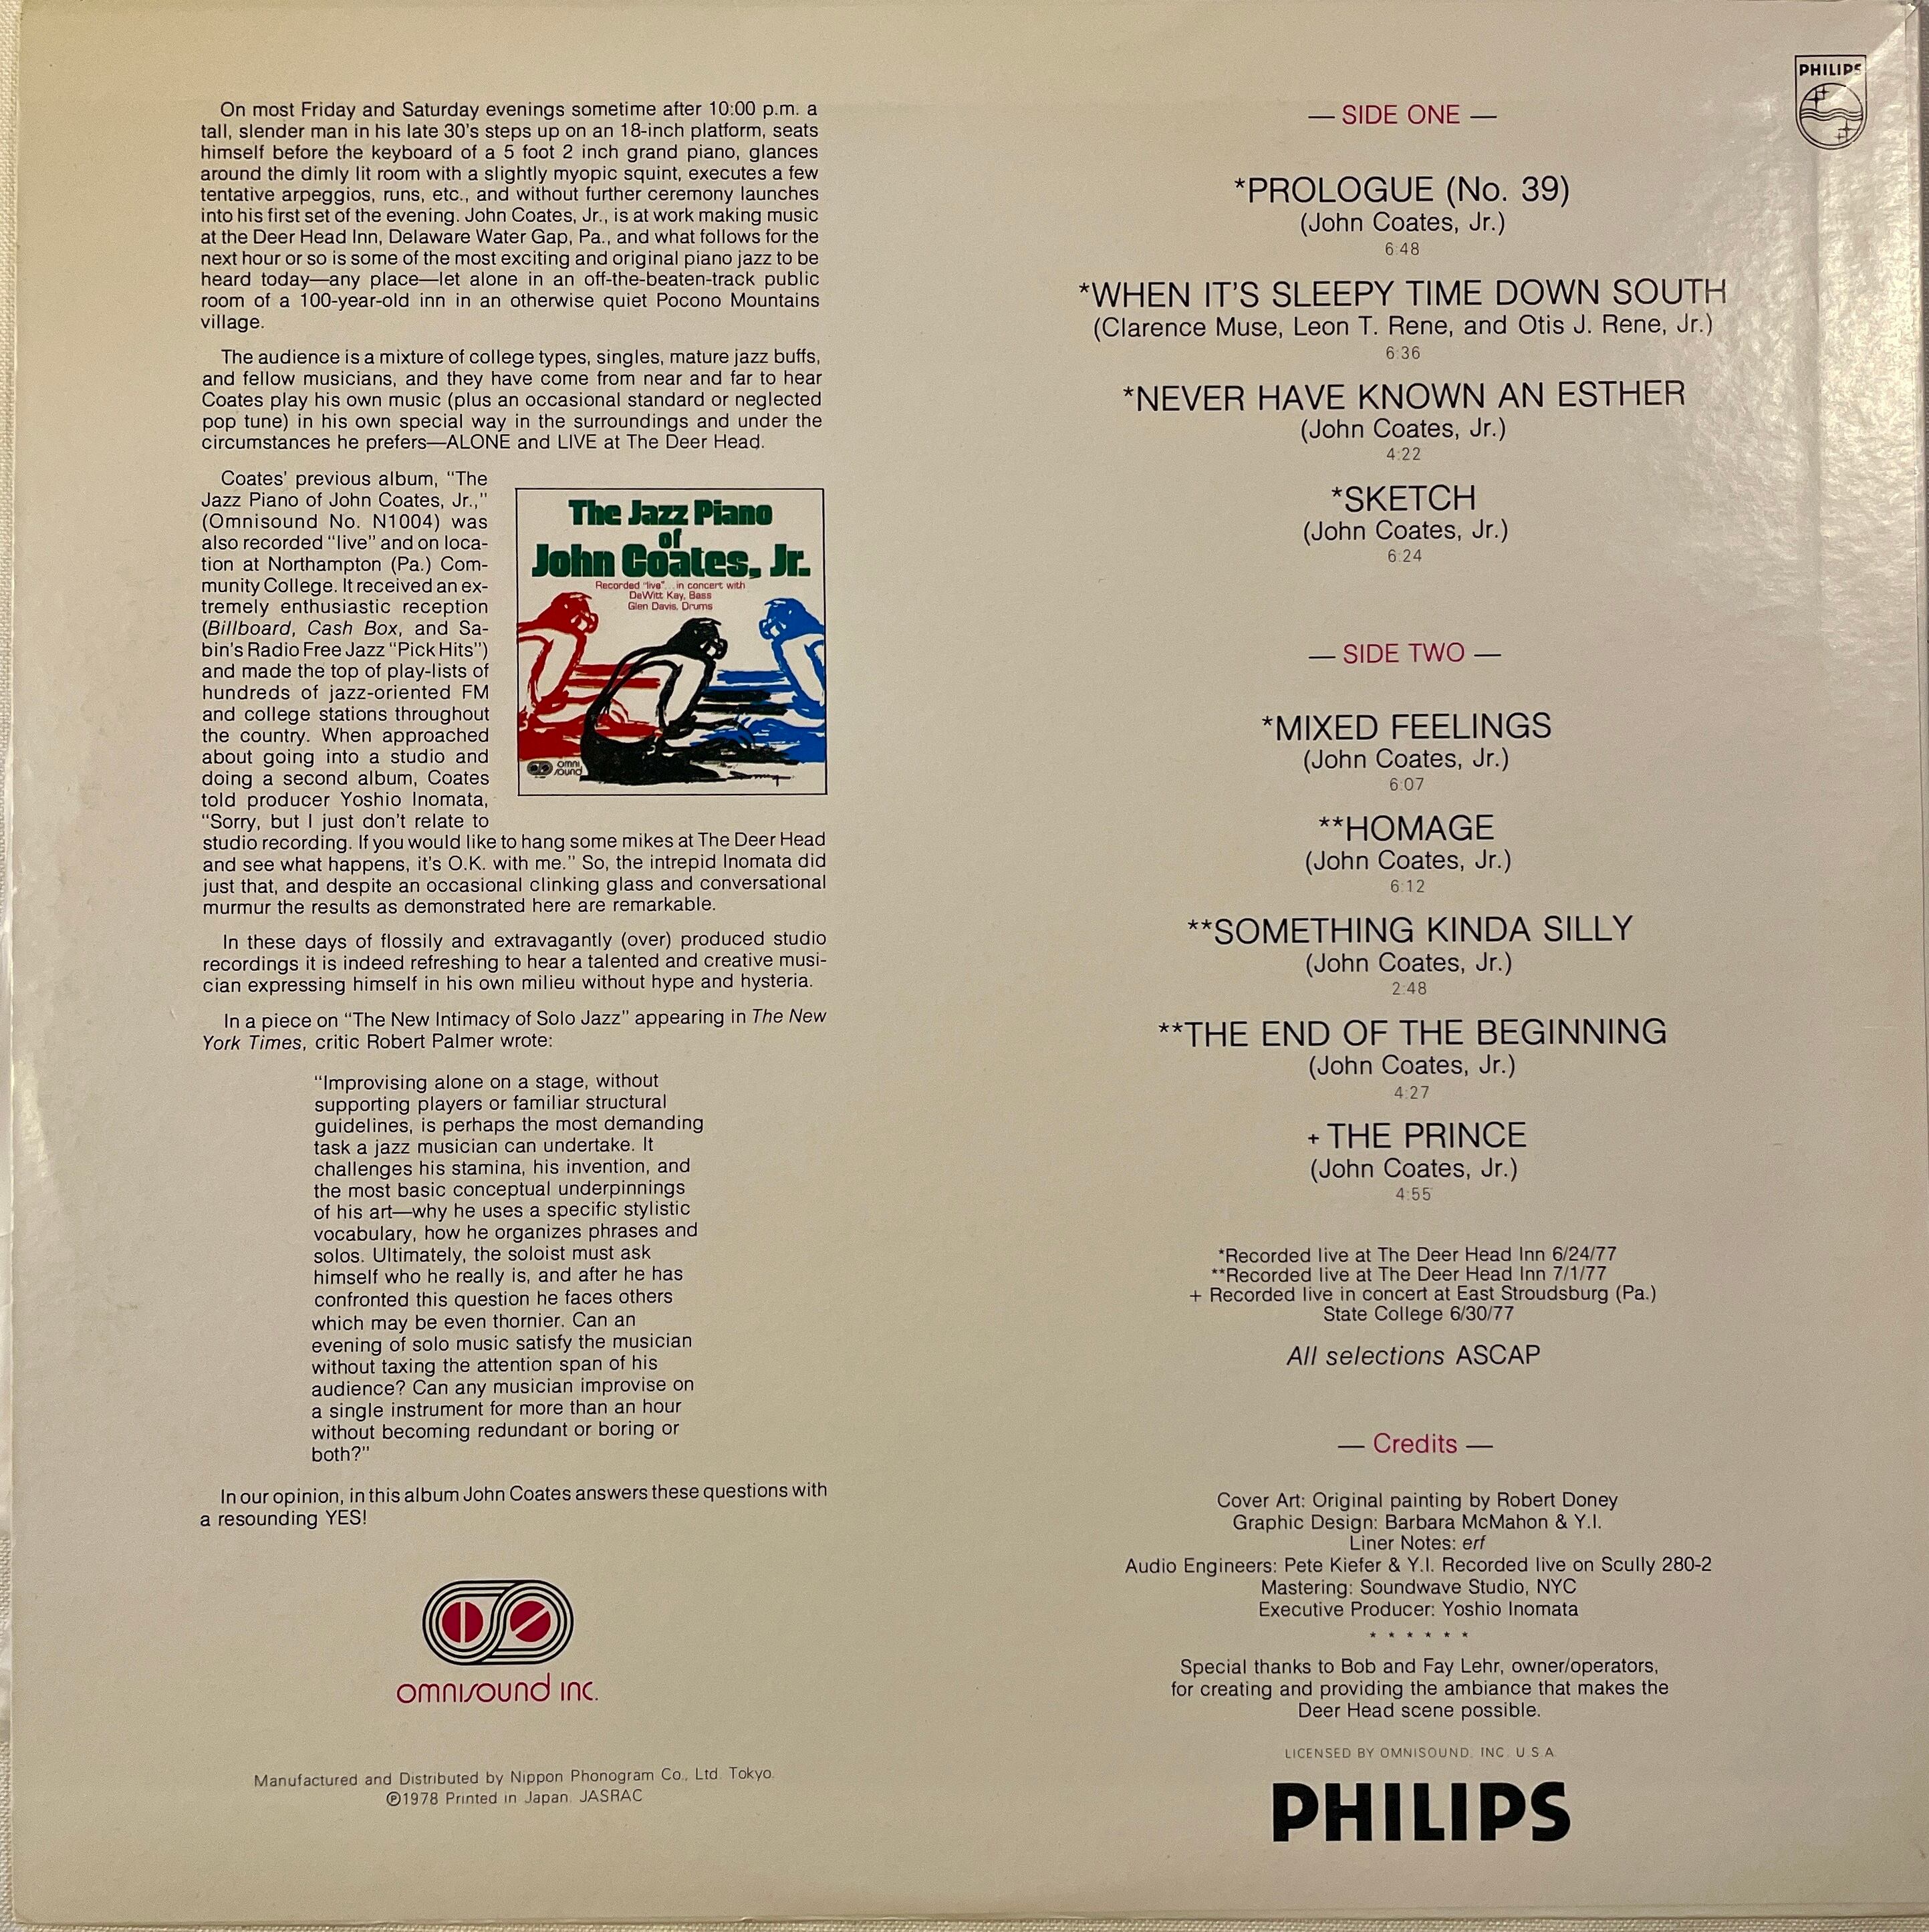 On most Friday and Saturday evenings sometime after 10:00 p.m. a
tall, slender man in his late 30's steps up on an 18-inch platform, seats
himself before the keyboard of a 5 foot 2 inch grand piano, glances
around the dimly lit room with a slightly myopic squint, executes a few
tentative arpeggios, runs, etc., and without further ceremony launches
into his first set of the evening. John Coates, Jr., is at work making music
at the Deer Head Inn, Delaware Water Gap, Pa., and what follows for the
next hour or so is some of the most exciting and original piano jazz to be
heard today—any place—let alone in an off-the-beaten-track public
room of a 100-year-old inn in an otherwise quiet Pocono Mountains
village.
The audience is a mixture of college types, singles, mature jazz buffs,
and fellow musicians, and they have come from near and far to hear
Coates play his own music (plus an occasional standard or neglected
pop tune) in his own special way in the surroundings and under the
circumstances he prefers—ALONE and LIVE at The Deer Head.
Coates' previous album, "The
Jazz Piano of John Coates, Jr.,"
(Omnisound No. N1004) was
also recorded "live" and on loca-
tion at Northampton (Pa.) Com-
munity College. It received an ex-
tremely enthusiastic reception
(Billboard, Cash Box, and Sa-
bin's Radio Free Jazz "Pick Hits")
and made the top of play-lists of
hundreds of jazz-oriented FM
and college stations throughout
the country. When approached
about going into a studio and
doing a second album, Coates
told producer Yoshio Inomata,
"Sorry, but I just don't relate to
studio recording. If you would like to hang some mikes at The Deer Head
and see what happens, it's O.K. with me." So, the intrepid Inomata did
just that, and despite an occasional clinking glass and conversational
murmur the results as demonstrated here are remarkable.
The Jazz Piano
of
John Coates, Jr.
Recorded "live"...in concert with
DeWitt Kay, Bass
Glen Davis, Drums
omni
sound
In these days of flossily and extravagantly (over) produced studio
recordings it is indeed refreshing to hear a talented and creative musi-
cian expressing himself in his own milieu without hype and hysteria.
In a piece on "The New Intimacy of Solo Jazz" appearing in The New
York Times, critic Robert Palmer wrote:
"Improvising alone on a stage, without
supporting players or familiar structural
guidelines, is perhaps the most demanding
task a jazz musician can undertake. It
challenges his stamina, his invention, and
the most basic conceptual underpinnings
of his art—why he uses a specific stylistic
vocabulary, how he organizes phrases and
solos. Ultimately, the soloist must ask
himself who he really is, and after he has
confronted this question he faces others
which may be even thornier. Can an
evening of solo music satisfy the musician
without taxing the attention span of his
audience? Can any musician improvise on
a single instrument for more than an hour
without becoming redundant or boring or
both?"
In our opinion, in this album John Coates answers these questions with
a resounding YES!
omnisound inc.
Manufactured and Distributed by Nippon Phonogram Co., Ltd. Tokyo.
Ⓟ1978 Printed in Japan. JASRAC
PHILIPS
— SIDE ONE —
*PROLOGUE (No. 39)
(John Coates, Jr.)
6:48
*WHEN IT'S SLEEPY TIME DOWN SOUTH
(Clarence Muse, Leon T. Rene, and Otis J. Rene, Jr.)
6:36
*NEVER HAVE KNOWN AN ESTHER
(John Coates, Jr.)
4:22
*SKETCH
(John Coates, Jr.)
6:24
— SIDE TWO —
*MIXED FEELINGS
(John Coates, Jr.)
6:07
**HOMAGE
(John Coates, Jr.)
6:12
**SOMETHING KINDA SILLY
(John Coates, Jr.)
2:48
**THE END OF THE BEGINNING
(John Coates, Jr.)
4:27
+ THE PRINCE
(John Coates, Jr.)
4:55
*Recorded live at The Deer Head Inn 6/24/77
**Recorded live at The Deer Head Inn 7/1/77
+ Recorded live in concert at East Stroudsburg (Pa.)
State College 6/30/77
All selections ASCAP
— Credits —
Cover Art: Original painting by Robert Doney
Graphic Design: Barbara McMahon & Y.I.
Liner Notes: erf
Audio Engineers: Pete Kiefer & Y.I. Recorded live on Scully 280-2
Mastering: Soundwave Studio, NYC
Executive Producer: Yoshio Inomata
* * * * * *
Special thanks to Bob and Fay Lehr, owner/operators,
for creating and providing the ambiance that makes the
Deer Head scene possible.
LICENSED BY OMNISOUND, INC. U.S.A.
PHILIPS